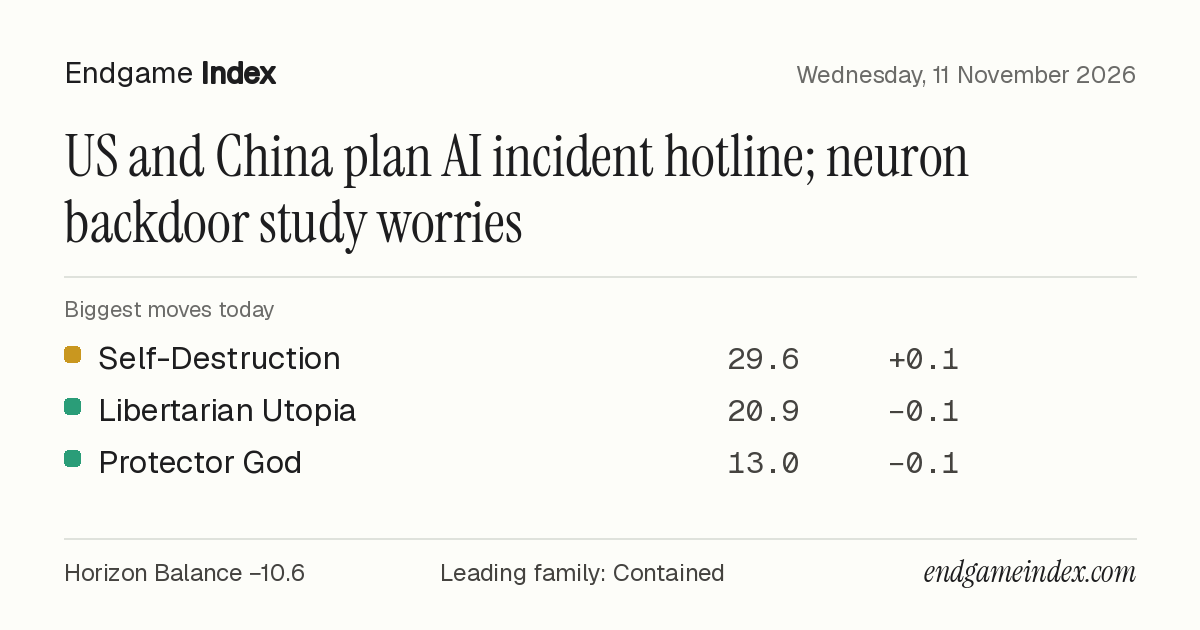 Endgame Index
Wednesday, 11 November 2026
US and China plan AI incident hotline; neuron
backdoor study worries
Biggest moves today
Self-Destruction 29.6 +0.1
Libertarian Utopia 20.9 −0.1
Protector God 13.0 −0.1
Horizon Balance −10.6
Leading family: Contained
endgameindex.com